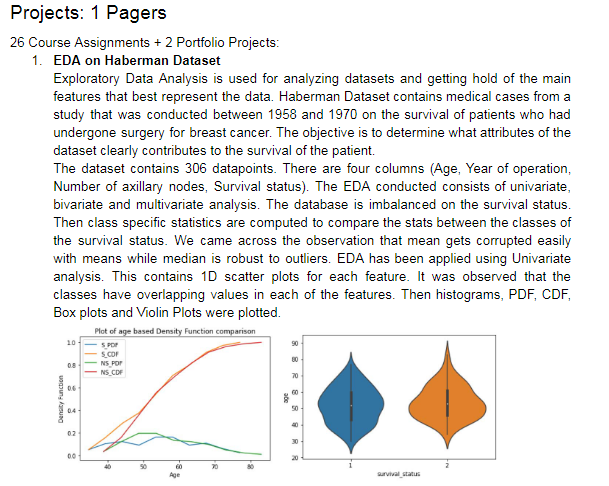 Projects: 1 Pagers
26 Course Assignments + 2 Portfolio Projects:
1. EDA on Haberman Dataset
Exploratory Data Analysis is used for analyzing datasets and getting hold of the main
features that best represent the data. Haberman Dataset contains medical cases from a
study that was conducted between 1958 and 1970 on the survival of patients who had
undergone surgery for breast cancer. The objective is to determine what attributes of the
dataset clearly contributes to the survival of the patient.
The dataset contains 306 datapoints. There are four columns (Age, Year of operation,
Number of axillary nodes, Survival status). The EDA conducted consists of univariate,
bivariate and multivariate analysis. The database is imbalanced on the survival status.
Then class specific statistics are computed to compare the stats between the classes of
the survival status. We came across the observation that mean gets corrupted easily
with means while median is robust to outliers. EDA has been applied using Univariate
analysis. This contains 1D scatter plots for each feature. It was observed that the
classes have overlapping values in each of the features. Then histograms, PDF, CDF,
Box plots and Violin Plots were plotted.
Plot of age based Density Function comparison
S_PDF
S_CDF
NS_PDF
NS_CDF
Density Function
1.0
0.8
0.6
0.4
0.2
0.0
40 50 60 70 80
Age
age
90
80
70
60
50
40
30
20
1 2
survival_status